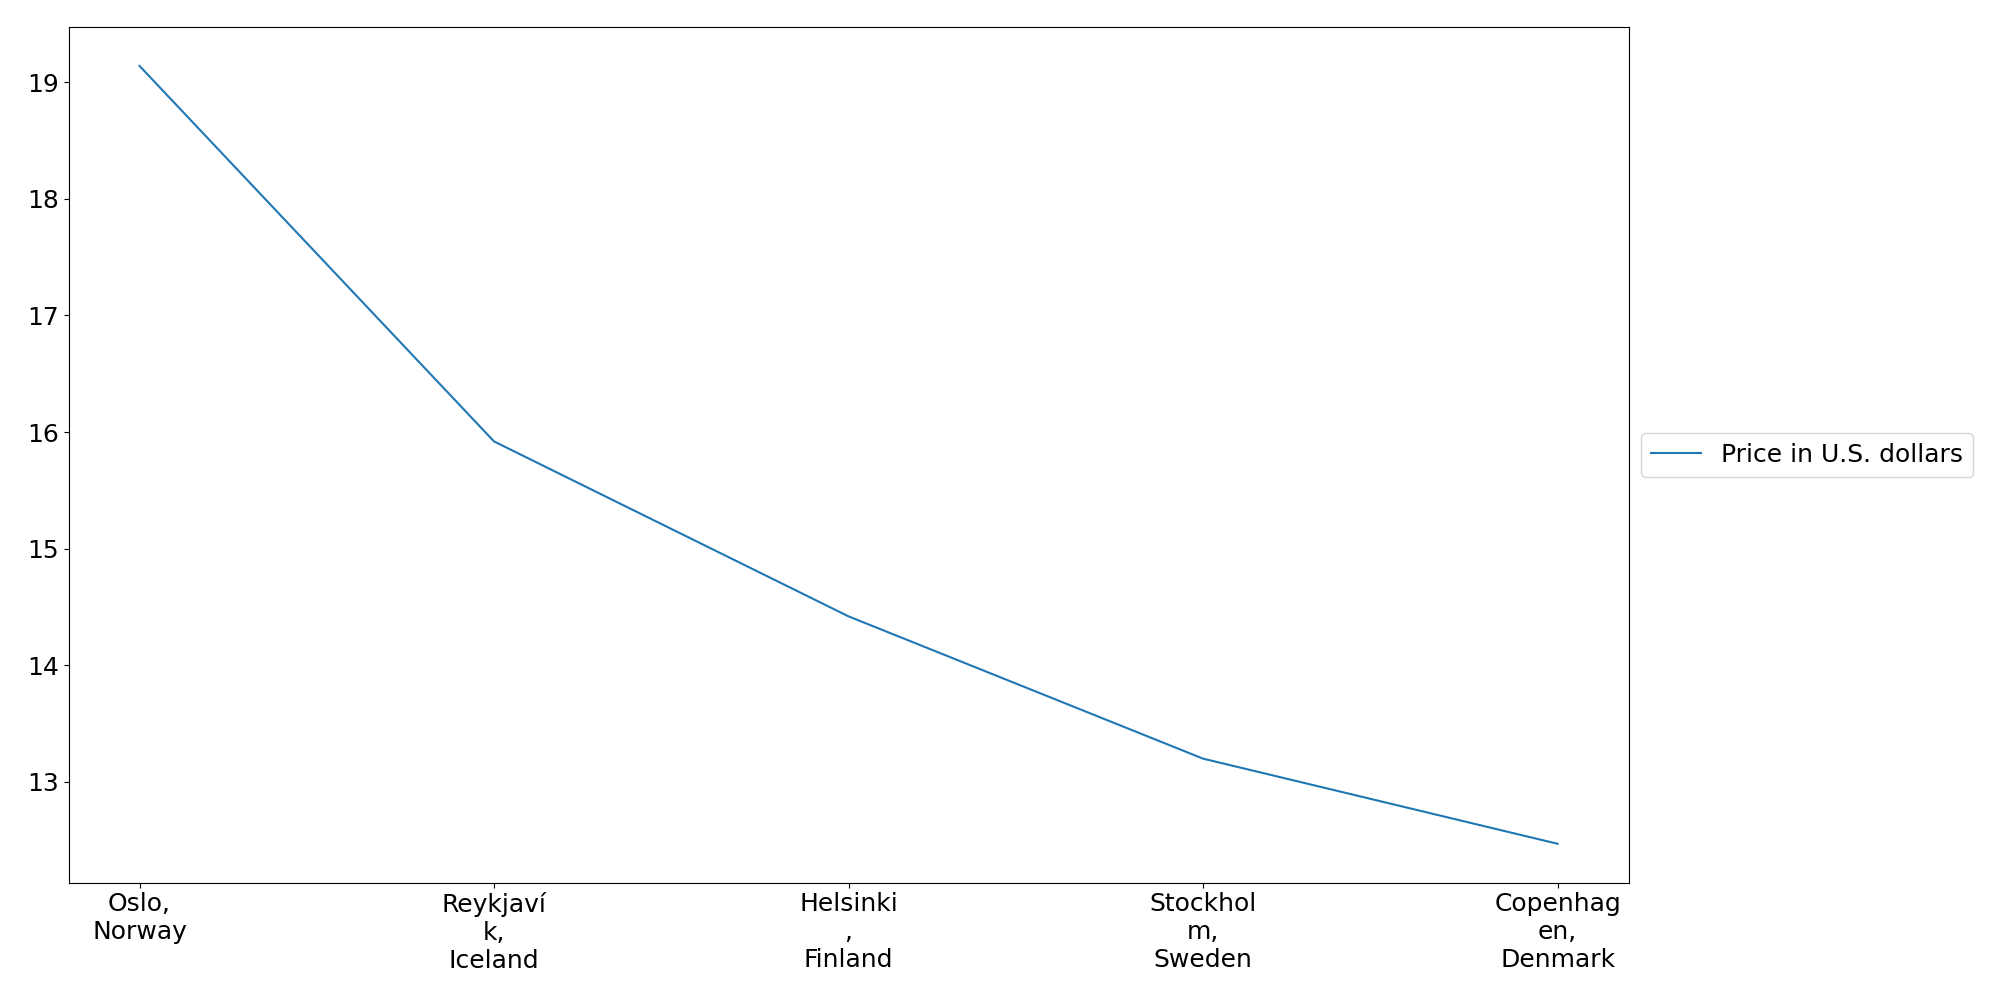 19
18
17
16
15
14
13
Oslo,
Norway
Reykjaví
k,
Iceland
Helsinki
,
Finland
Stockhol
m,
Sweden
Copenhag
en,
Denmark
Price in U.S. dollars